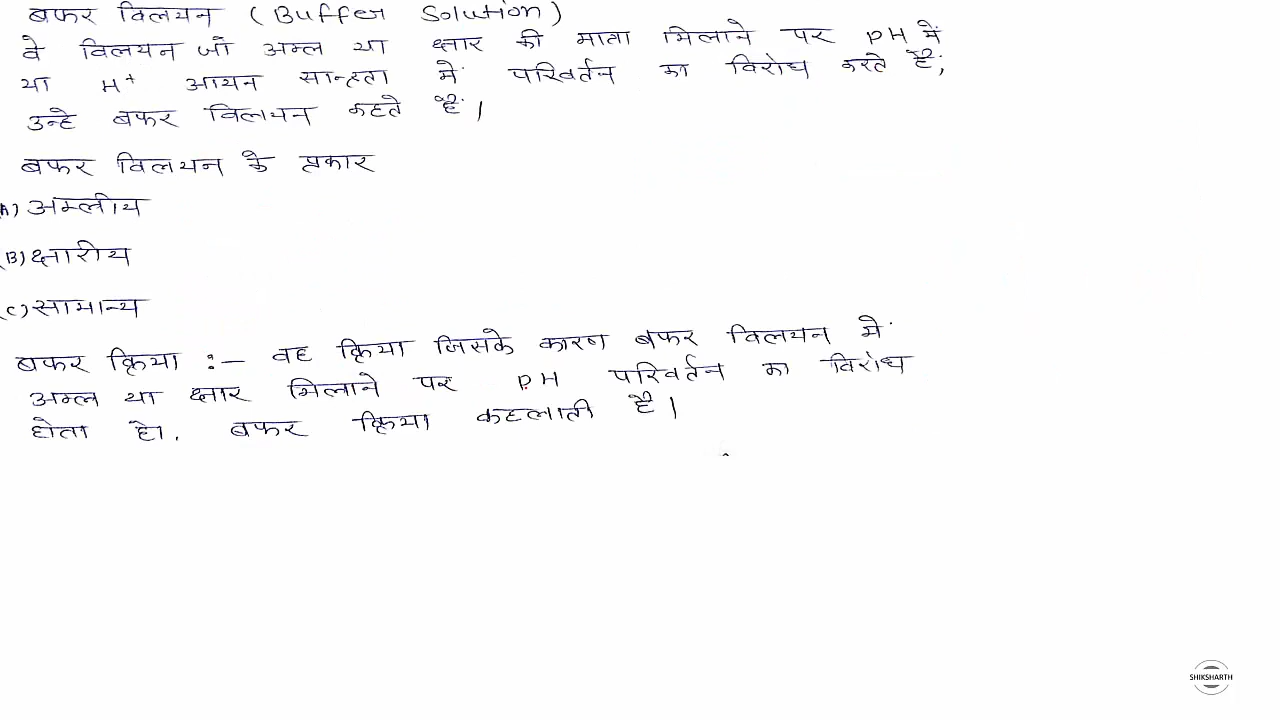 बफर विलयन (Buffer Solution)
वे विलयन जो अम्ल या क्षार की माता मिलाने पर PH में
या H+ आयन सान्द्रता में परिवर्तन का विरोध करते हैं;
उन्हे बफर विलयन कहते हैं।
बफर विलयन के प्रकार
(A) अम्लीय
(B) क्षारीय
(C) सामान्य
बफर क्रिया :- वह क्रिया जिसके कारण बफर विलयन में
अम्ल या क्षार मिलाने पर PH परिवर्तन का विरोध
होता हो, बफर क्रिया कहलाती है।
SHIKSHARTH